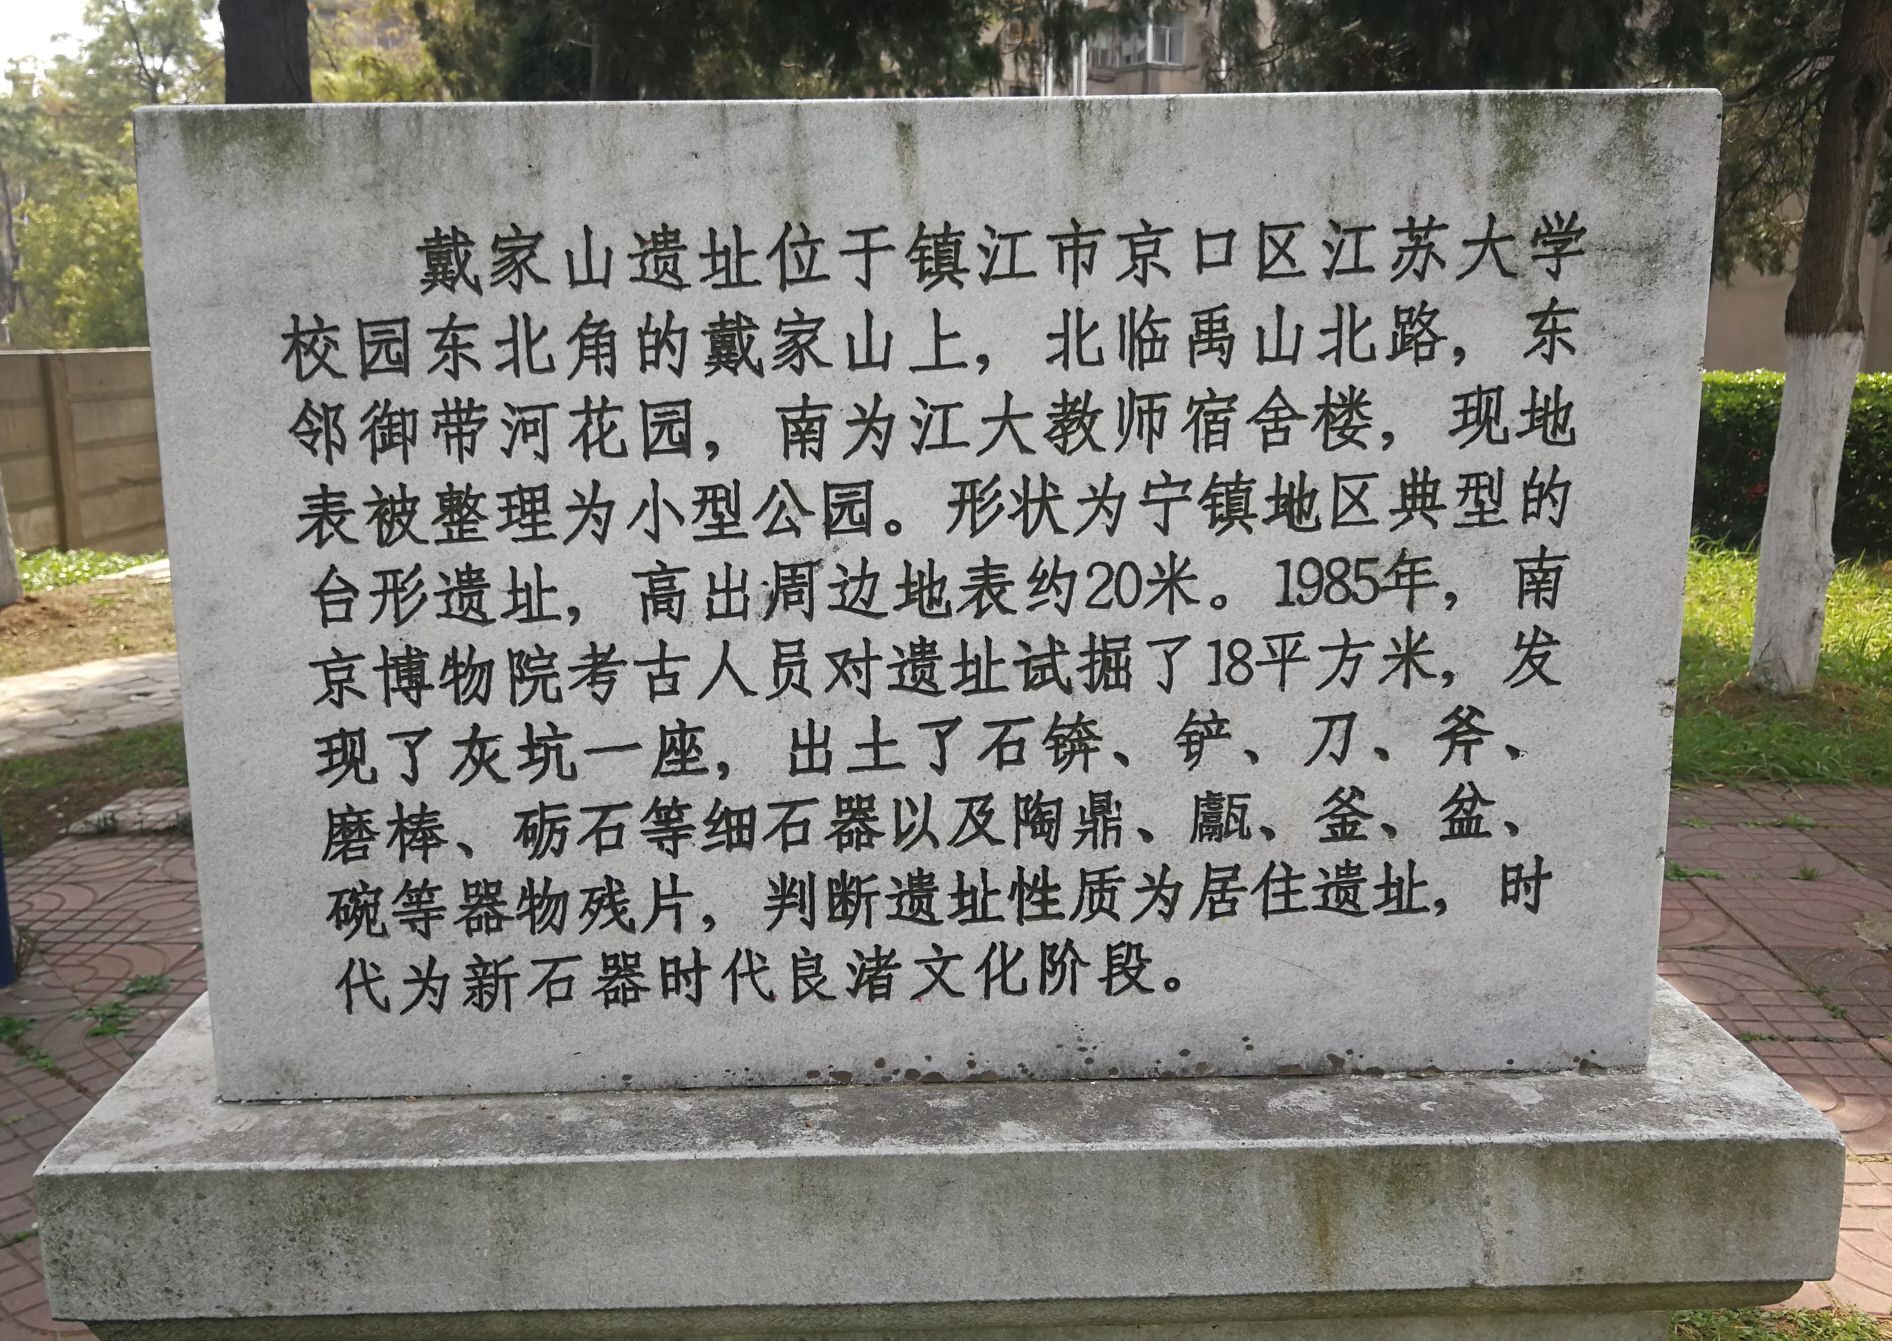 戴家山遗址位于镇江市京口区江苏大学
校园东北角的戴家山上，北临禹山北路，东
邻御带河花园，南为江大教师宿舍楼，现地
表被整理为小型公园。形状为宁镇地区典型的
台形遗址，高出周边地表约20米。1985年，南
京博物院考古人员对遗址试掘了18平方米，发
现了灰坑一座，出土了石锛、铲、刀、斧、
磨棒、砺石等细石器以及陶鼎、甗、釜、盆、
碗等器物残片，判断遗址性质为居住遗址，时
代为新石器时代良渚文化阶段。